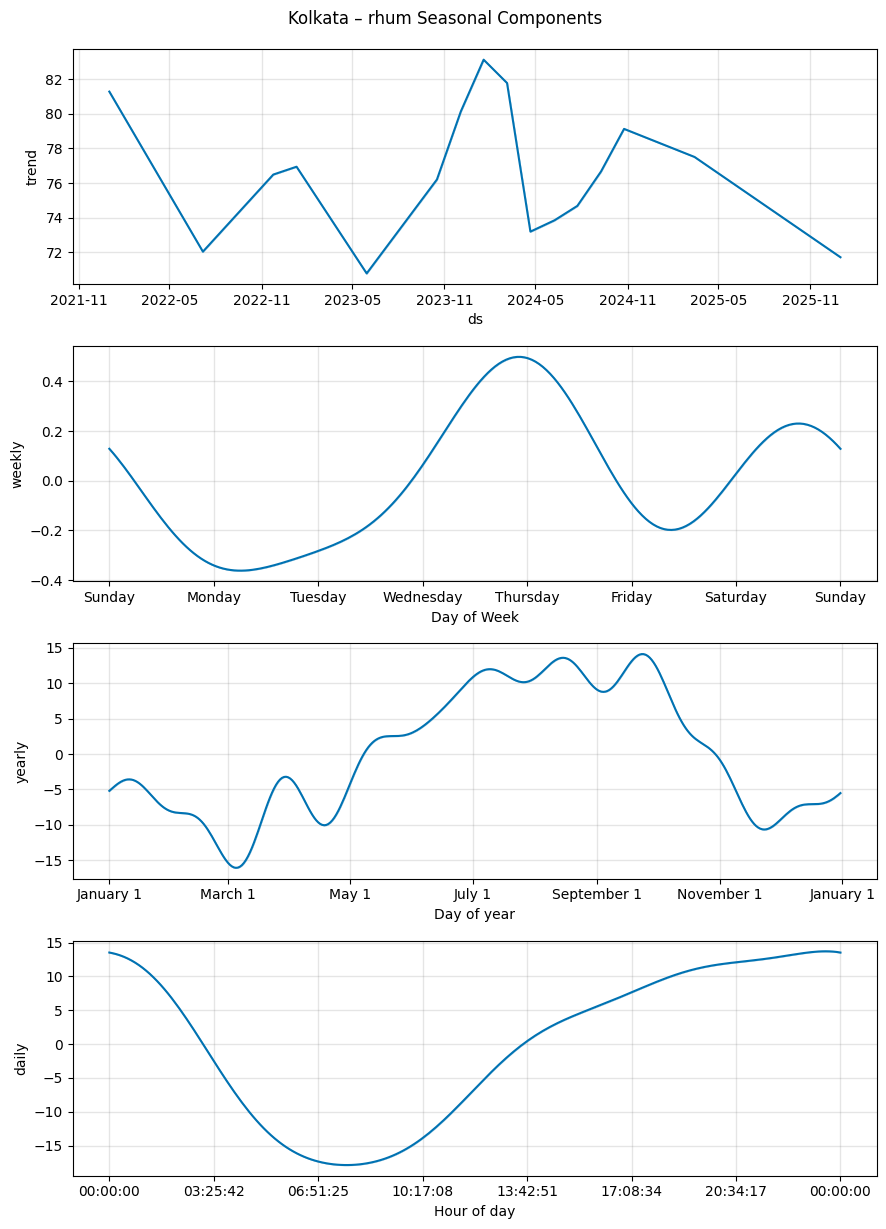 Kolkata – rhum Seasonal Components
82
80
78
76
74
72
trend
2021-11 2022-05 2022-11 2023-05 2023-11 2024-05 2024-11 2025-05 2025-11
ds
0.4
0.2
0.0
−0.2
−0.4
weekly
Sunday Monday Tuesday Wednesday Thursday Friday Saturday Sunday
Day of Week
15
10
5
0
−5
−10
−15
yearly
January 1 March 1 May 1 July 1 September 1 November 1 January 1
Day of year
15
10
5
0
−5
−10
−15
daily
00:00:00 03:25:42 06:51:25 10:17:08 13:42:51 17:08:34 20:34:17 00:00:00
Hour of day